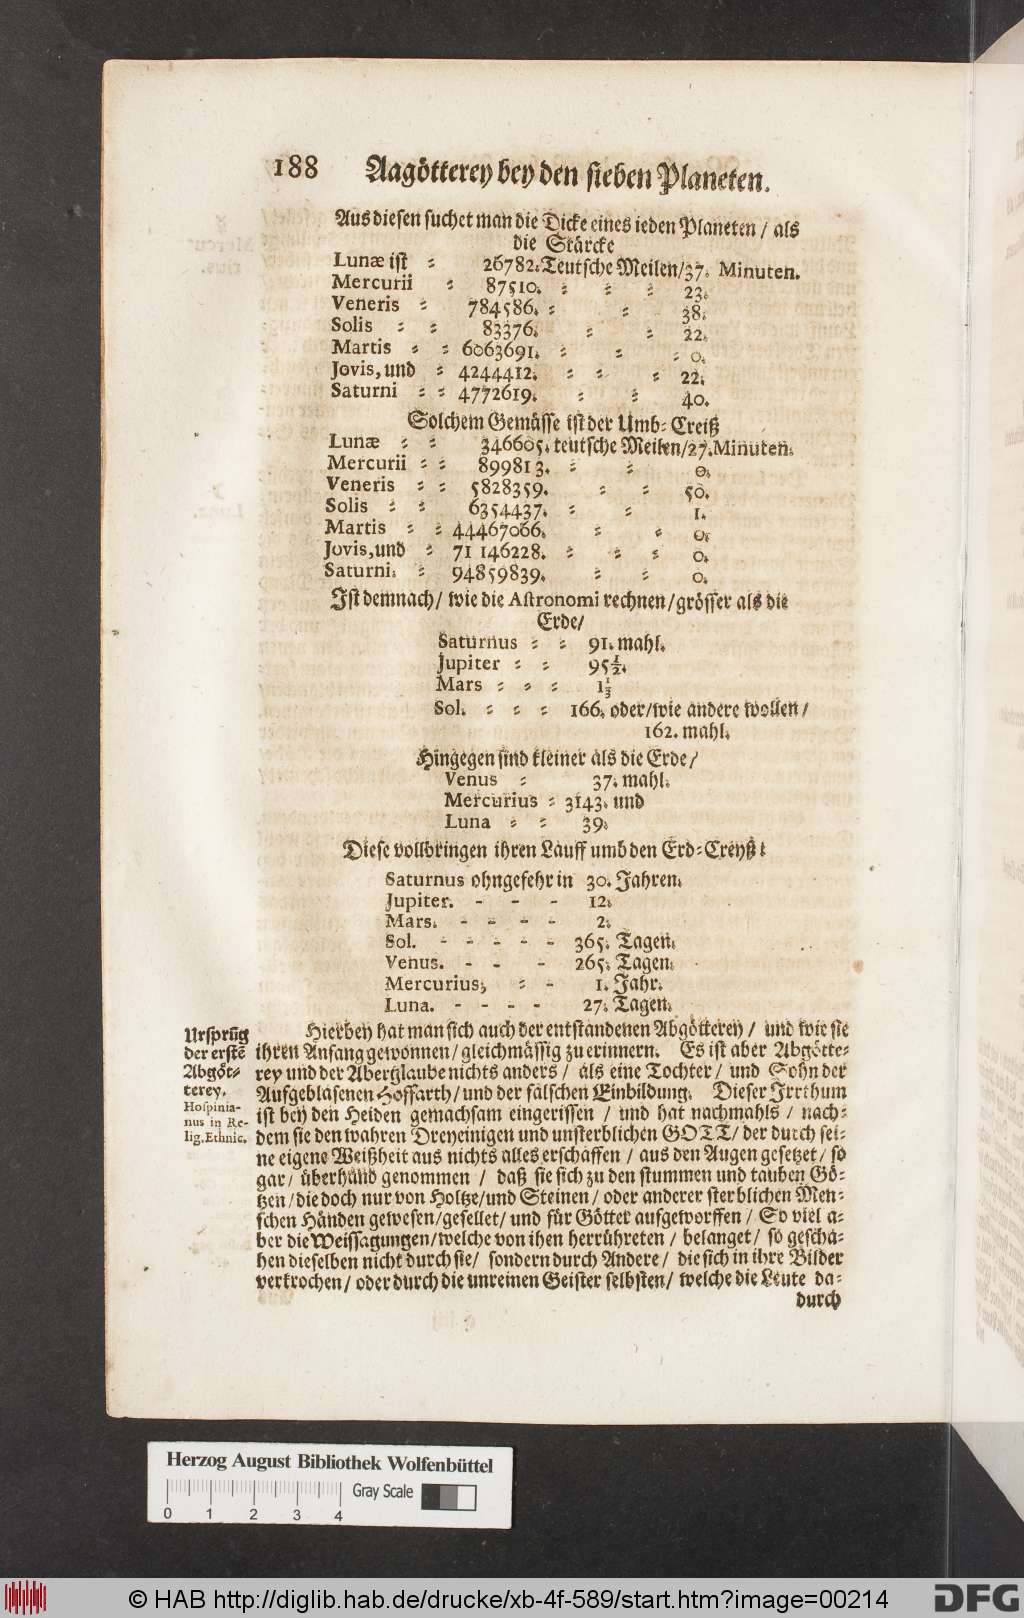 188 Aagötterey bey den sieben Planeten.
Aus diesen suchet man die Dicke eines ieden Planeten / als
die Stärcke
Lunæ ist = 26782. Teutsche Meilen/37. Minuten.
Mercurii = 87510. = = = 23.
Veneris = 784586. = = 38.
Solis = = 83376. = = 22.
Martis = = 6063691. = = = 0.
Jovis, und = 4244412. = = = 22.
Saturni = = 4772619. = = 40.
Solchem Gemässe ist der Umb=Creiß
Lunæ = = 346605. teutsche Meilen/27. Minuten.
Mercurii = = 899813. = = 0.
Veneris = = 5828359. = = 50.
Solis = = 6354437. = = 1.
Martis = = 44467066. = = 0.
Jovis, und = 71 146228. = = = 0.
Saturni. = 94859839. = = 0.
Ist demnach / wie die Astronomi rechnen / grösser als die
Erde/
Saturnus = = 91. mahl.
Jupiter = = 95½.
Mars = = = 1⅓
Sol. = = = 166. oder/wie andere wollen /
162. mahl.
Hingegen sind kleiner als die Erde /
Venus = 37. mahl.
Mercurius = 3143. und
Luna = = 39.
Diese vollbringen ihren Lauff umb den Erd=Creyß:
Saturnus ohngefehr in 30. Jahren.
Jupiter. - - - 12.
Mars. - - - - 2.
Sol. - - - - - 365. Tagen.
Venus. - - - 265. Tagen.
Mercurius, = - 1. Jahr.
Luna. - - - - 27. Tagen.
Ursprũg
der erstẽ
Abgöt=
terey.
Hospinia-
nus in Re-
lig. Ethnic.
Hierbey hat man sich auch der entstandenen Abgötterey / und wie sie
ihren Anfang gewonnen / gleichmässig zu erinnern. Es ist aber Abgötte=
rey und der Aberglaube nichts anders / als eine Tochter / und Sohn der
Aufgeblasenen Hoffarth / und der falschen Einbildung. Dieser Irrthum
ist bey den Heiden gemachsam eingerissen / und hat nachmahls / nach=
dem sie den wahren Dreyeinigen und unsterblichen GOTT / der durch sei=
ne eigene Weißheit aus nichts alles erschaffen / aus den Augen gesetzet / so
gar / überhand genommen / daß sie sich zu den stummen und tauben Gö=
tzen / die doch nur von Holtze/und Steinen / oder anderer sterblichen Men=
schen Händen gewesen/gesellet/ und für Götter aufgeworffen / So viel a=
ber die Weissagungen / welche von ihen herrühreten / belanget / so gescha=
hen dieselben nicht durch sie / sondern durch Andere / die sich in ihre Bilder
verkrochen / oder durch die unreinen Geister selbsten / welche die Leute da=
durch
Herzog August Bibliothek Wolfenbüttel
Gray Scale
0 1 2 3 4
© HAB http://diglib.hab.de/drucke/xb-4f-589/start.htm?image=00214
DFG